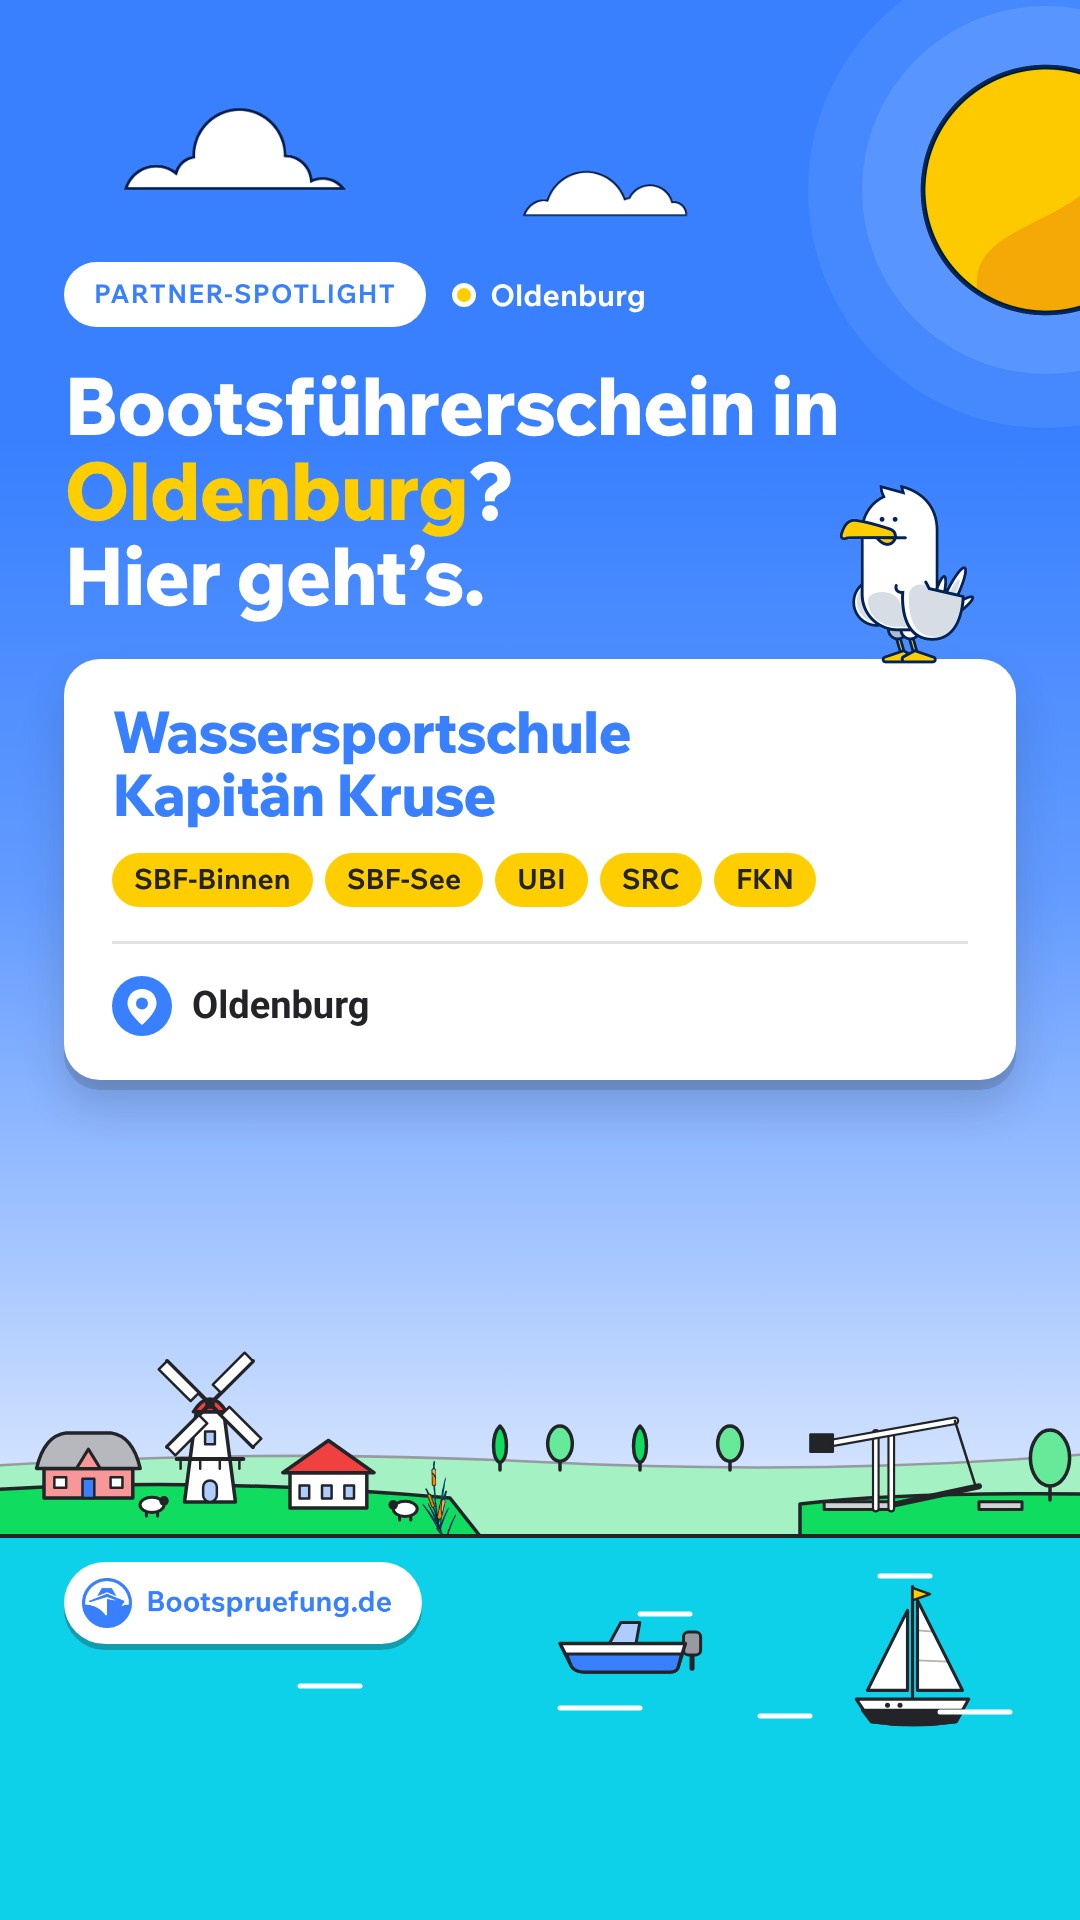 PARTNER-SPOTLIGHT
Oldenburg
Bootsführerschein in
Oldenburg?
Hier geht’s.
Wassersportschule
Kapitän Kruse
SBF-Binnen
SBF-See
UBI
SRC
FKN
Oldenburg
Bootspruefung.de